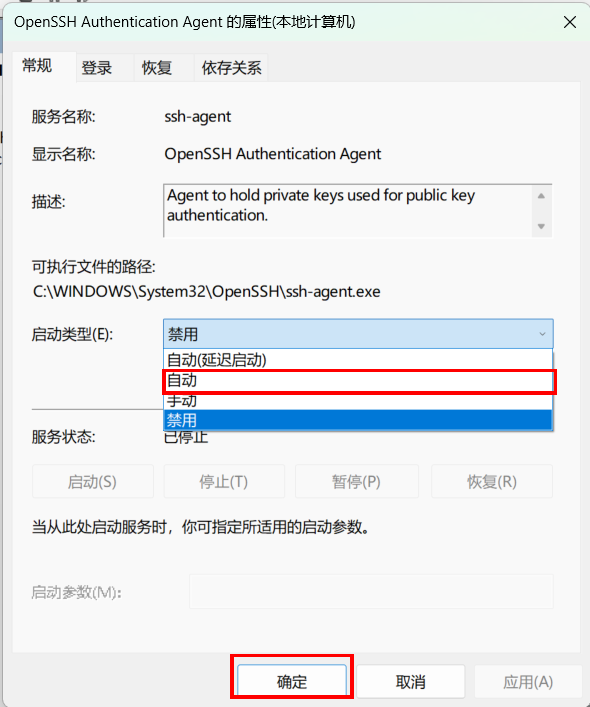 OpenSSH Authentication Agent 的属性(本地计算机)
常规 登录 恢复 依存关系
服务名称: ssh-agent
显示名称: OpenSSH Authentication Agent
描述: Agent to hold private keys used for public key
authentication.
可执行文件的路径:
C:\WINDOWS\System32\OpenSSH\ssh-agent.exe
启动类型(E): 禁用
自动(延迟启动)
自动
手动
禁用
服务状态: 已停止
启动(S) 停止(T) 暂停(P) 恢复(R)
当从此处启动服务时，你可指定所适用的启动参数。
启动参数(M):
确定 取消 应用(A)